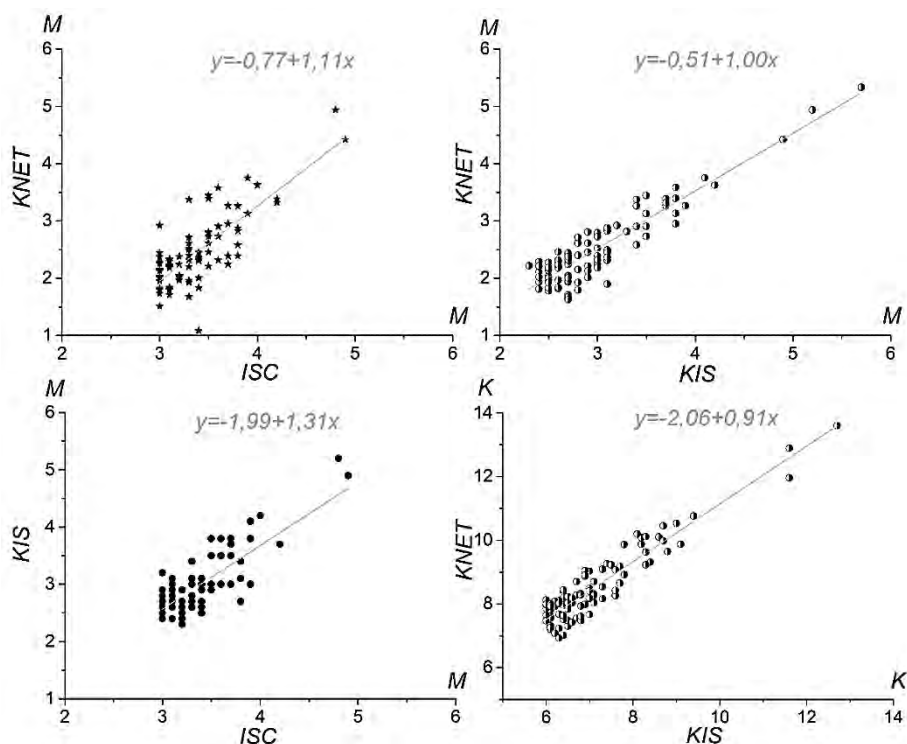 M
M
6
y=-0,77+1,11x
6
y=-0,51+1,00x
5
5
KNET
4
KNET
4
3
3
2
2
1
M
1
M
2
3
4
5
6
2
3
4
5
6
ISC
KIS
M
K
6
y=-1,99+1,31x
14
y=-2,06+0,91x
5
12
KIS
4
KNET
10
3
8
2
6
1
M
K
2
3
4
5
6
6
8
10
12
14
ISC
KIS